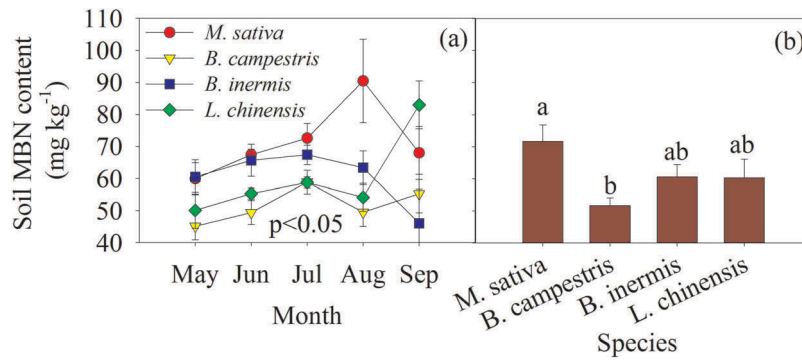 110
100
90
80
70
60
50
40
Soil MBN content
(mg kg⁻¹)
M. sativa
B. campestris
B. inermis
L. chinensis
(a)
p<0.05
May Jun Jul Aug Sep
Month
(b)
a
b
ab
ab
M. sativa
B. campestris
B. inermis
L. chinensis
Species